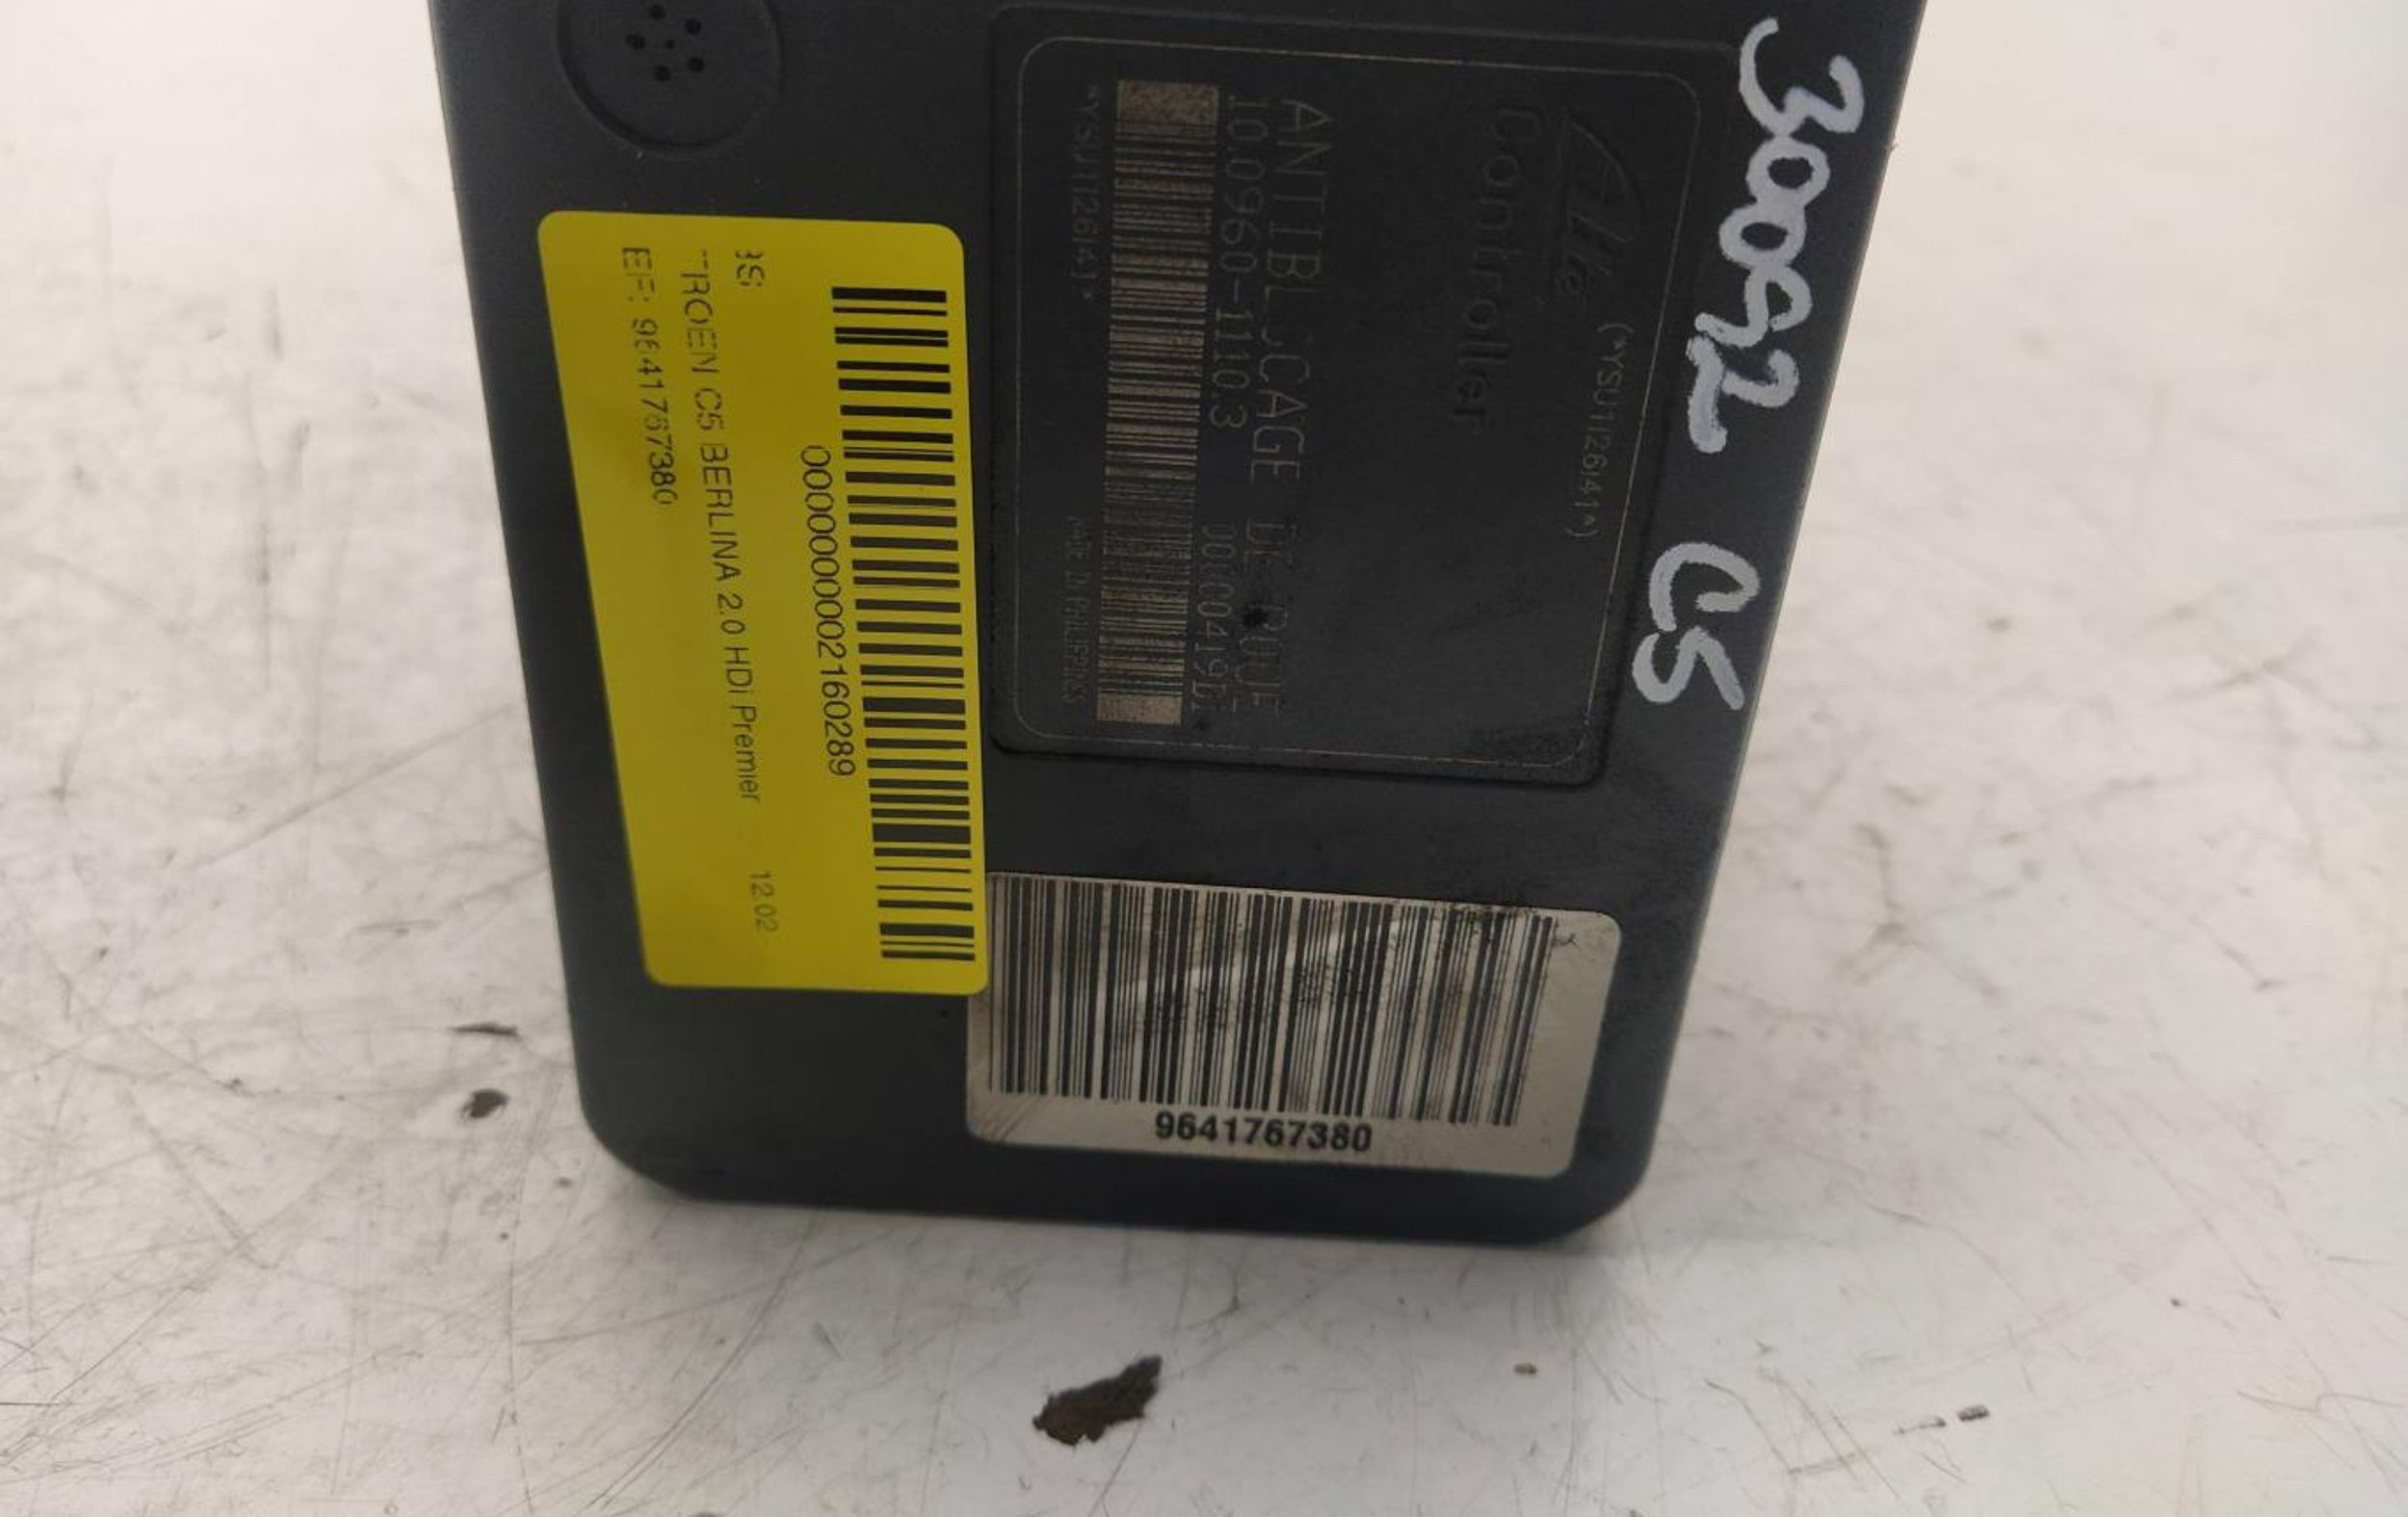 30092 C5
Ate
Controller
(*YSU1126141*)
ANTIBLOCAGE DE ROUE
10.0960-1110.3
MADE IN PHILIPPINES
0000000002160289
BS:
TROEN C5 BERLINA 2.0 HDi Premier 12.02 -
EF: 9641767380
9641767380